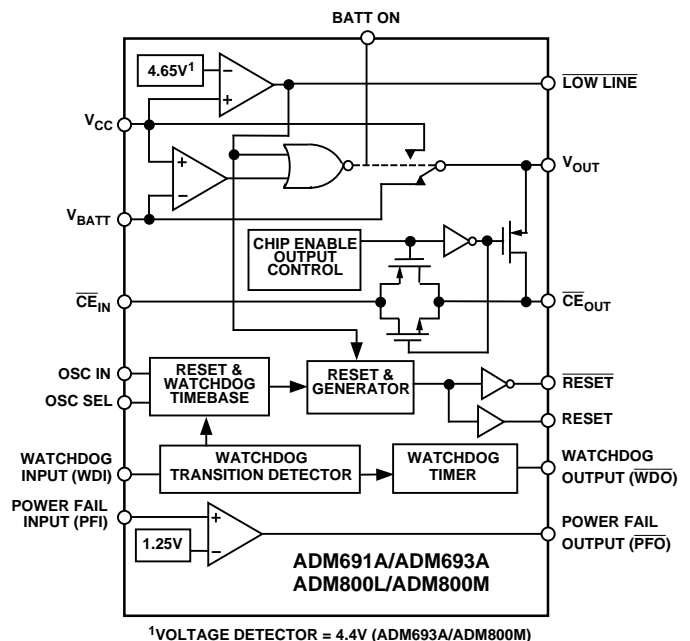 BATT ON
4.65V¹
−
+
LOW LINE
VCC
+
−
VOUT
VBATT
CHIP ENABLE
OUTPUT
CONTROL
CEIN
CEOUT
OSC IN
OSC SEL
RESET &
WATCHDOG
TIMEBASE
RESET &
GENERATOR
RESET
RESET
WATCHDOG
INPUT (WDI)
WATCHDOG
TRANSITION DETECTOR
WATCHDOG
TIMER
WATCHDOG
OUTPUT (WDO)
POWER FAIL
INPUT (PFI)
+
1.25V
−
POWER FAIL
OUTPUT (PFO)
ADM691A/ADM693A
ADM800L/ADM800M
¹VOLTAGE DETECTOR = 4.4V (ADM693A/ADM800M)